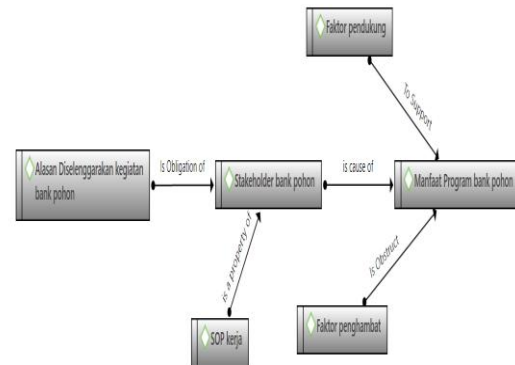 Faktor pendukung
To Support
Alasan Diselenggarakan kegiatan
bank pohon
Is Obligation of
Stakeholder bank pohon
is cause of
Manfaat Program bank pohon
is a property of
Is Obstruct
SOP kerja
Faktor penghambat